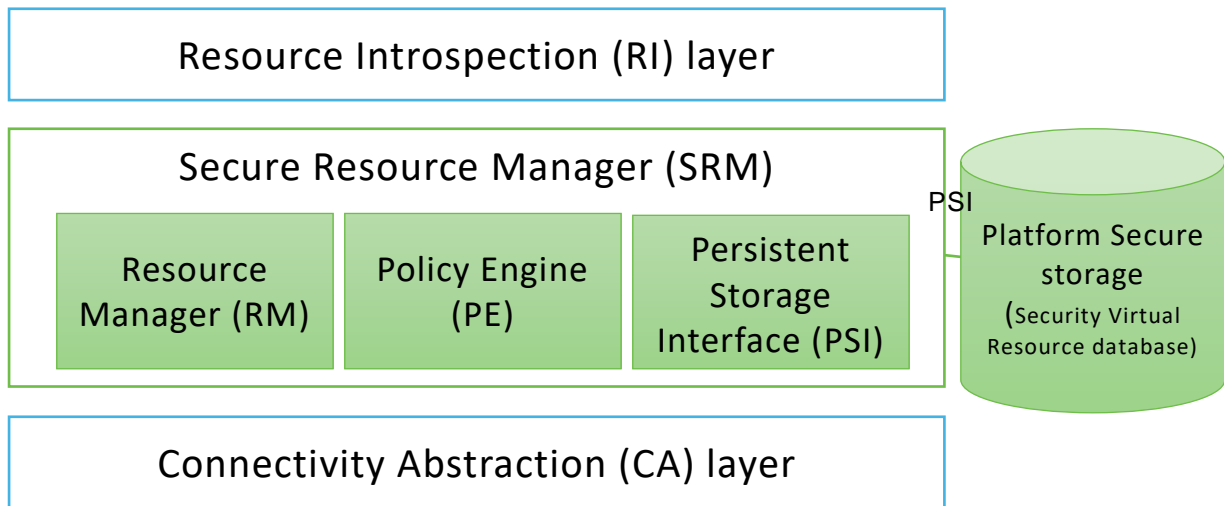 Resource Introspection (RI) layer
Secure Resource Manager (SRM)
Resource
Manager (RM)
Policy Engine
(PE)
Persistent
Storage
Interface (PSI)
PSI
Platform Secure
storage
(Security Virtual
Resource database)
Connectivity Abstraction (CA) layer